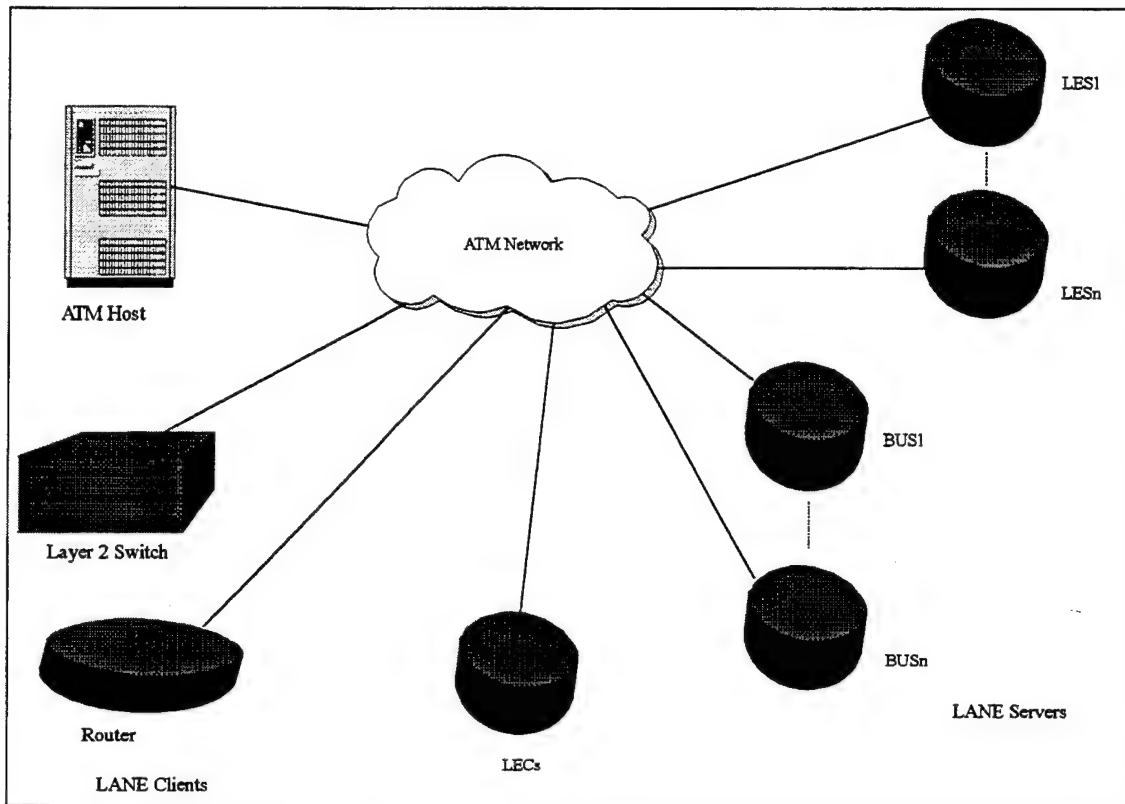 LES1
ATM Network
LESn
ATM Host
BUS1
Layer 2 Switch
BUSn
LANE Servers
Router
LECs
LANE Clients